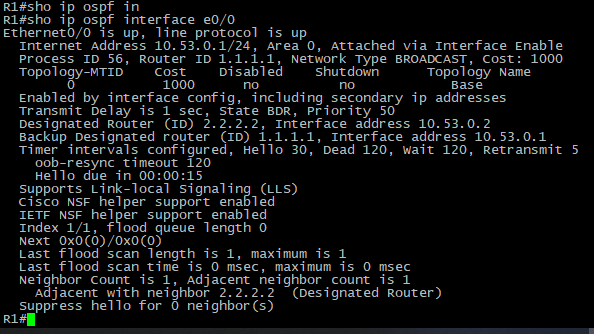 R1#sho ip ospf in
R1#sho ip ospf interface e0/0
Ethernet0/0 is up, line protocol is up
  Internet Address 10.53.0.1/24, Area 0, Attached via Interface Enable
  Process ID 56, Router ID 1.1.1.1, Network Type BROADCAST, Cost: 1000
  Topology-MTID    Cost    Disabled    Shutdown      Topology Name
        0           1000      no          no            Base
  Enabled by interface config, including secondary ip addresses
  Transmit Delay is 1 sec, State BDR, Priority 50
  Designated Router (ID) 2.2.2.2, Interface address 10.53.0.2
  Backup Designated router (ID) 1.1.1.1, Interface address 10.53.0.1
  Timer intervals configured, Hello 30, Dead 120, Wait 120, Retransmit 5
    oob-resync timeout 120
    Hello due in 00:00:15
  Supports Link-local Signaling (LLS)
  Cisco NSF helper support enabled
  IETF NSF helper support enabled
  Index 1/1, flood queue length 0
  Next 0x0(0)/0x0(0)
  Last flood scan length is 1, maximum is 1
  Last flood scan time is 0 msec, maximum is 0 msec
  Neighbor Count is 1, Adjacent neighbor count is 1
    Adjacent with neighbor 2.2.2.2  (Designated Router)
  Suppress hello for 0 neighbor(s)
R1#